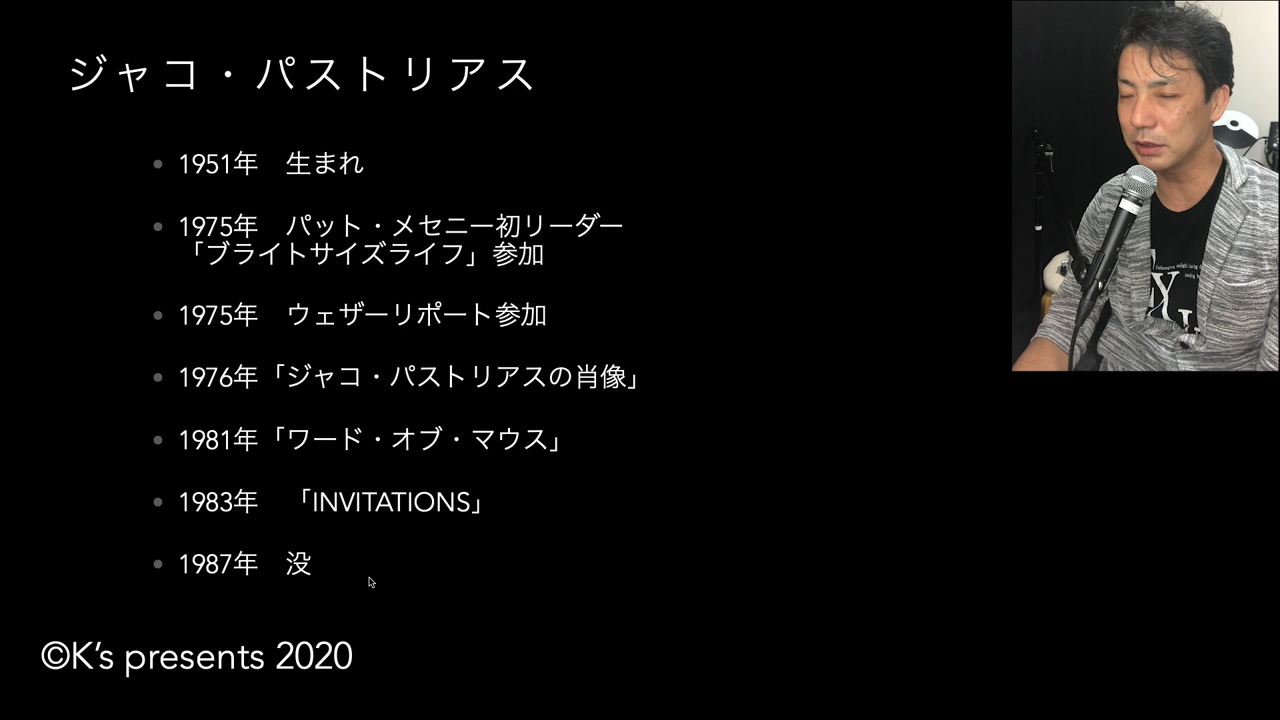 ジャコ・パストリアス
1951年　生まれ
1975年　パット・メセニー初リーダー
「ブライトサイズライフ」参加
1975年　ウェザーリポート参加
1976年「ジャコ・パストリアスの肖像」
1981年「ワード・オブ・マウス」
1983年　「INVITATIONS」
1987年　没
©K’s presents 2020